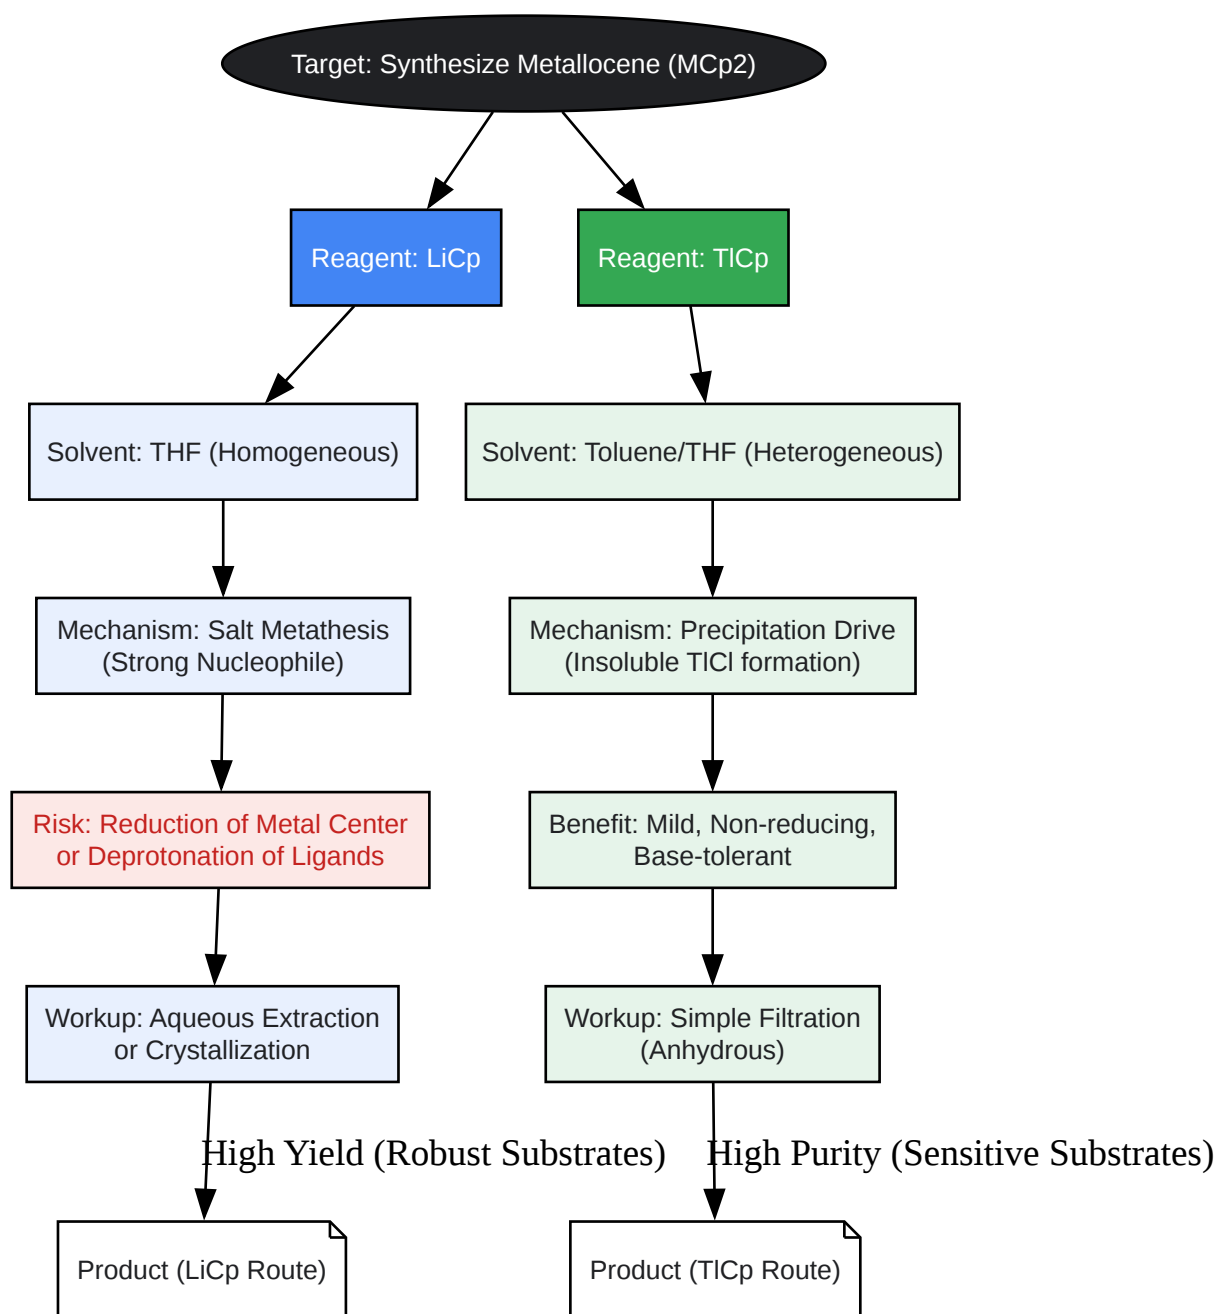 Target: Synthesize Metallocene (MCp2)
Reagent: LiCp
Reagent: TlCp
Solvent: THF (Homogeneous)
Solvent: Toluene/THF (Heterogeneous)
Mechanism: Salt Metathesis
(Strong Nucleophile)
Mechanism: Precipitation Drive
(Insoluble TlCl formation)
Risk: Reduction of Metal Center
or Deprotonation of Ligands
Benefit: Mild, Non-reducing,
Base-tolerant
Workup: Aqueous Extraction
or Crystallization
Workup: Simple Filtration
(Anhydrous)
High Yield (Robust Substrates)
High Purity (Sensitive Substrates)
Product (LiCp Route)
Product (TlCp Route)